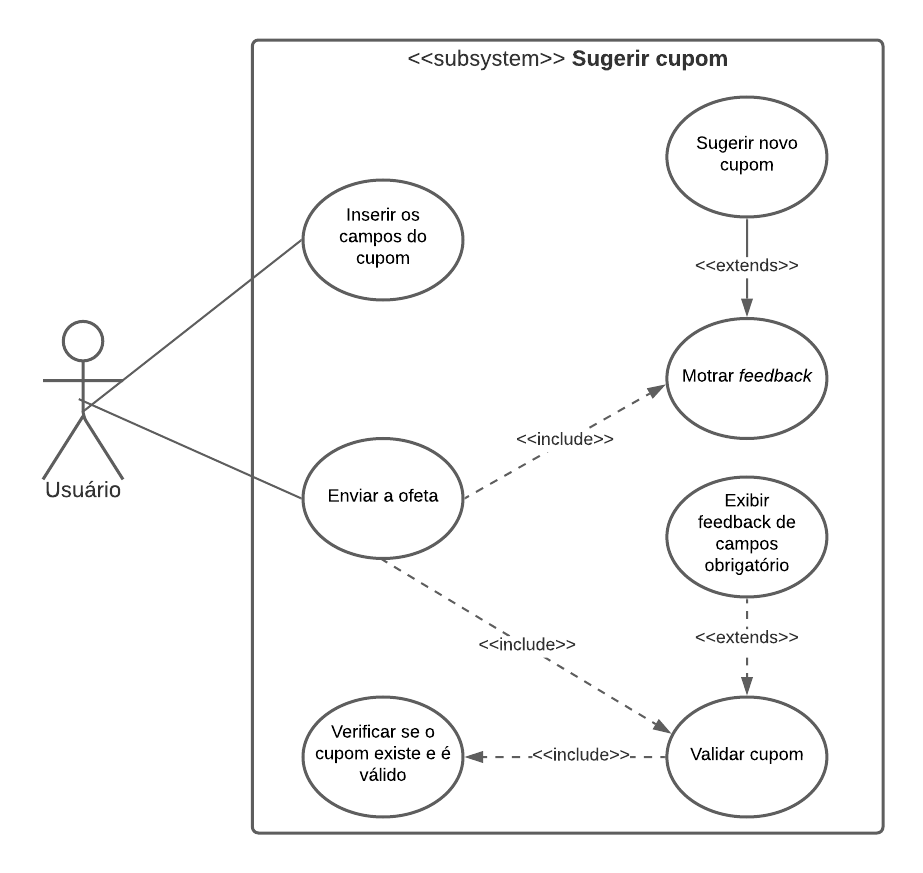 <<subsystem>> Sugerir cupom
Sugerir novo
cupom
Inserir os
campos do
cupom
<<extends>>
Motrar feedback
<<include>>
Usuário
Enviar a ofeta
Exibir
feedback de
campos
obrigatório
<<extends>>
<<include>>
Verificar se o
cupom existe e é
válido
<<include>>
Validar cupom